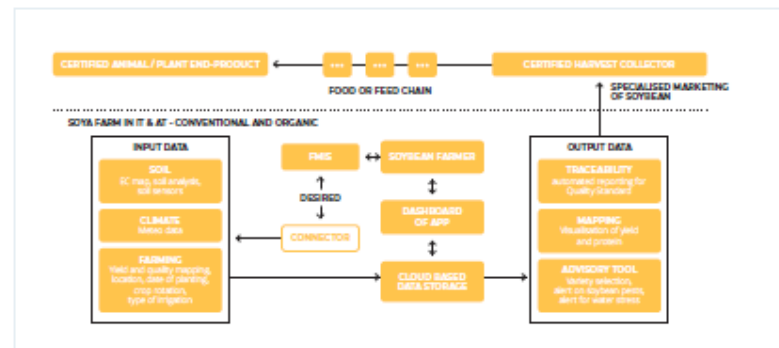 CERTIFIED ANIMAL / PLANT END-PRODUCT
...
...
...
CERTIFIED HARVEST COLLECTOR
FOOD OR FEED CHAIN
SPECIALISED MARKETING
OF SOYBEAN
SOYA FARM IN IT & AT - CONVENTIONAL AND ORGANIC
INPUT DATA
SOIL
EC map, soil analysis,
soil sensors
CLIMATE
Meteo data
FARMING
Yield and quality mapping,
location, date of planting,
crop rotation,
type of irrigation
FMIS
SOYBEAN FARMER
DESIRED
CONNECTOR
DASHBOARD
OF APP
CLOUD BASED
DATA STORAGE
OUTPUT DATA
TRACEABILITY
automated reporting for
Quality Standard
MAPPING
Visualisation of yield
and protein
ADVISORY TOOL
Variety selection,
alert on soybean pests,
alert for water stress